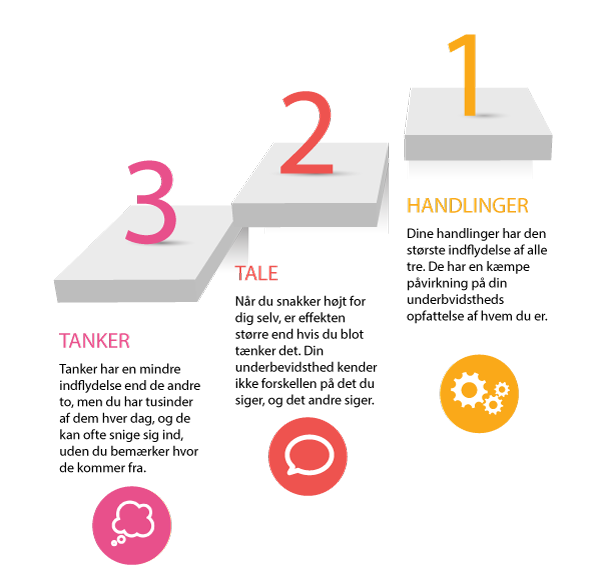 1
HANDLINGER
Dine handlinger har den
største indflydelse af alle
tre. De har en kæmpe
påvirkning på din
underbvidstheds
opfattelse af hvem du er.
2
TALE
Når du snakker højt for
dig selv, er effekten
større end hvis du blot
tænker det. Din
underbevidsthed kender
ikke forskellen på det du
siger, og det andre siger.
3
TANKER
Tanker har en mindre
indflydelse end de andre
to, men du har tusinder
af dem hver dag, og de
kan ofte snige sig ind,
uden du bemærker hvor
de kommer fra.